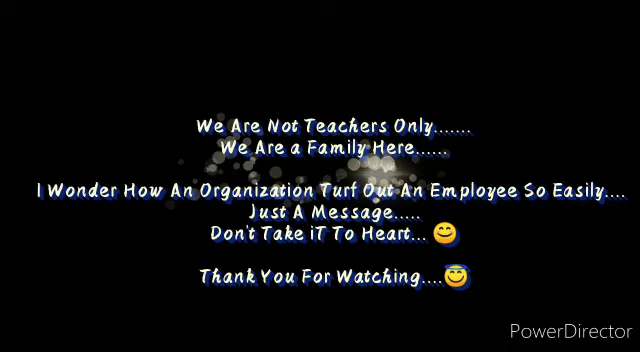 We Are Not Teachers Only.......
We Are a Family Here......
I Wonder How An Organization Turf Out An Employee So Easily....
Just A Message.....
Don't Take iT To Heart... 😊
Thank You For Watching....😇
PowerDirector